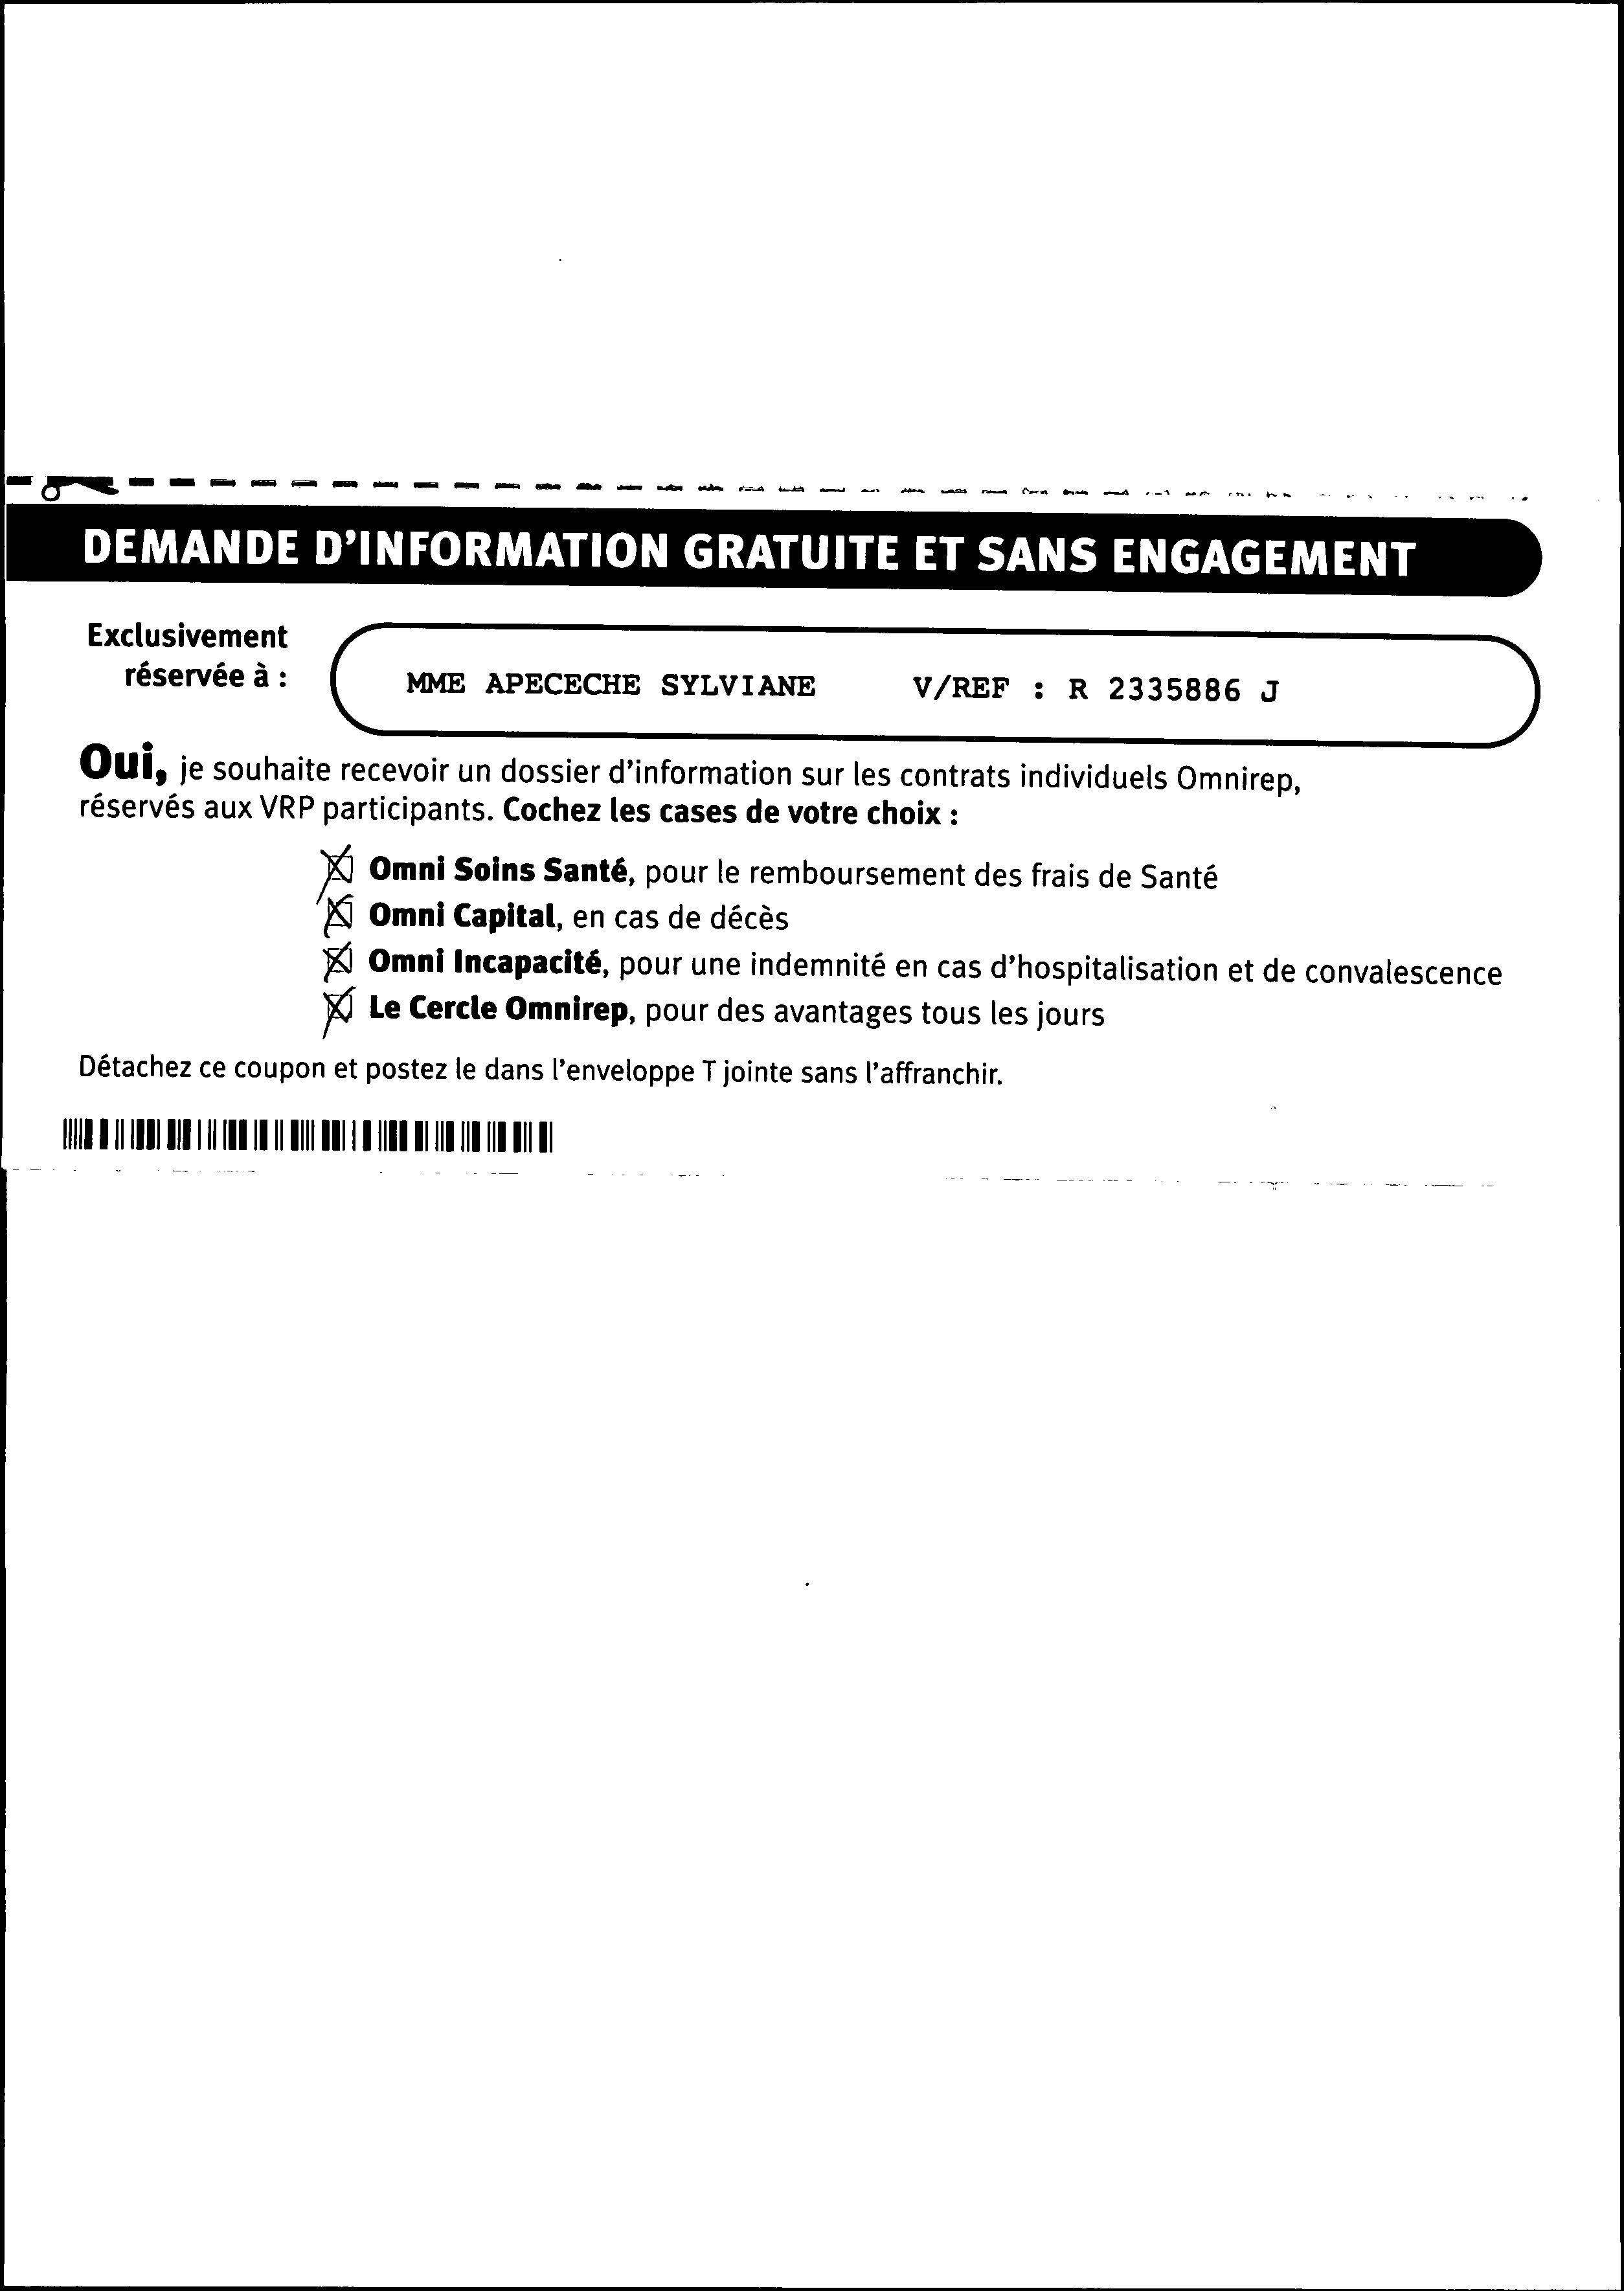 DEMANDE D'INFORMATION GRATUITE ET SANS ENGAGEMENT
Exclusivement
réservée à :
MME APECECHE SYLVIANE V/REF : R 2335886 J
Oui, je souhaite recevoir un dossier d'information sur les contrats individuels Omnirep,
réservés aux VRP participants. Cochez les cases de votre choix :
Omni Soins Santé, pour le remboursement des frais de Santé
Omni Capital, en cas de décès
Omni Incapacité, pour une indemnité en cas d'hospitalisation et de convalescence
Le Cercle Omnirep, pour des avantages tous les jours
Détachez ce coupon et postez le dans l'enveloppe T jointe sans l'affranchir.